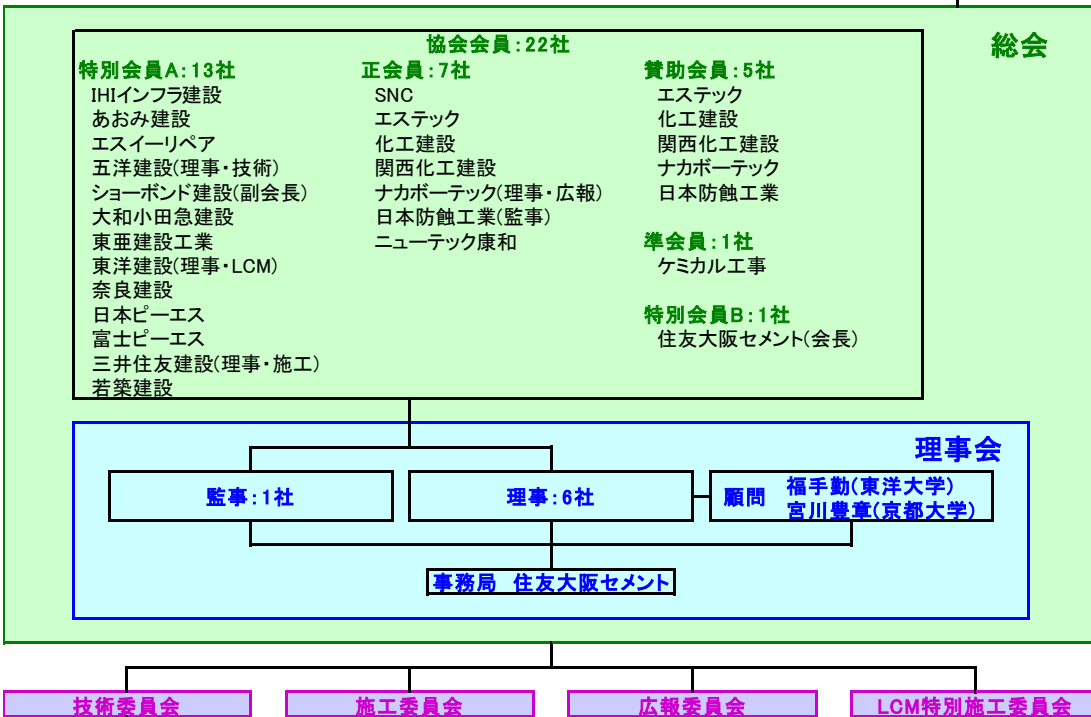 総会
協会会員：22社
特別会員A：13社
IHIインフラ建設
あおみ建設
エスイーリペア
五洋建設(理事・技術)
ショーボンド建設(副会長)
大和小田急建設
東亜建設工業
東洋建設(理事・LCM)
奈良建設
日本ピーエス
富士ピーエス
三井住友建設(理事・施工)
若築建設
正会員：7社
SNC
エステック
化工建設
関西化工建設
ナカボーテック(理事・広報)
日本防蝕工業(監事)
ニューテック康和
賛助会員：5社
エステック
化工建設
関西化工建設
ナカボーテック
日本防蝕工業
準会員：1社
ケミカル工事
特別会員B：1社
住友大阪セメント(会長)
理事会
監事：1社
理事：6社
顧問 福手勤(東洋大学)
宮川豊章(京都大学)
事務局 住友大阪セメント
技術委員会
施工委員会
広報委員会
LCM特別施工委員会